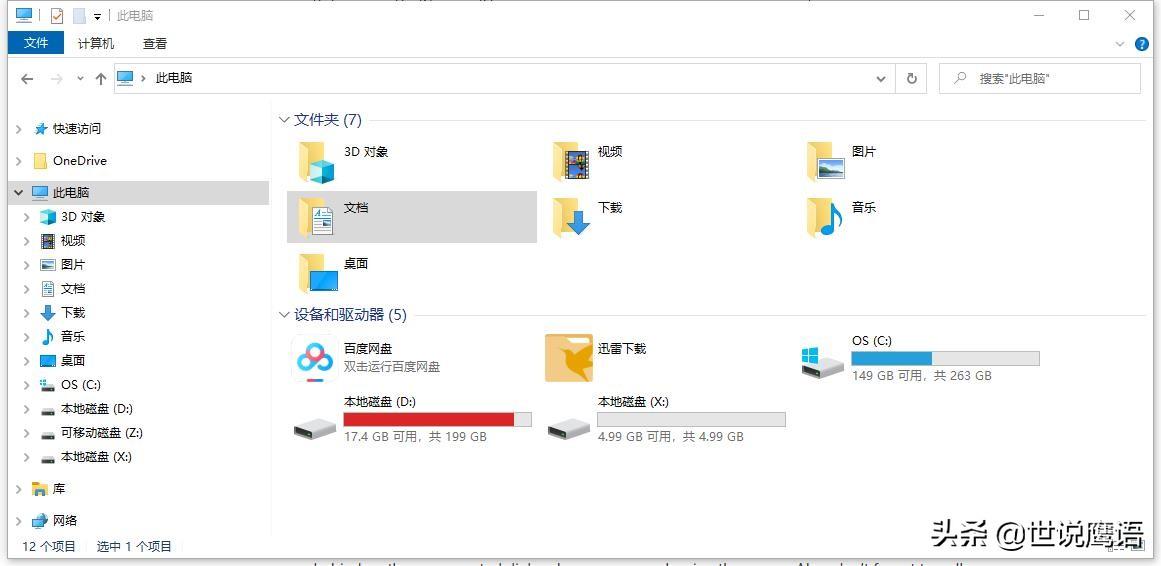 此电脑
文件 计算机 查看
此电脑 搜索"此电脑"
快速访问
OneDrive
此电脑
3D 对象
视频
图片
文档
下载
音乐
桌面
OS (C:)
本地磁盘 (D:)
可移动磁盘 (Z:)
本地磁盘 (X:)
库
网络
文件夹 (7)
3D 对象 视频 图片
文档 下载 音乐
桌面
设备和驱动器 (5)
百度网盘
双击运行百度网盘
迅雷下载
OS (C:)
149 GB 可用，共 263 GB
本地磁盘 (D:)
17.4 GB 可用，共 199 GB
本地磁盘 (X:)
4.99 GB 可用，共 4.99 GB
12 个项目 选中 1 个项目
头条 @世说鹰语